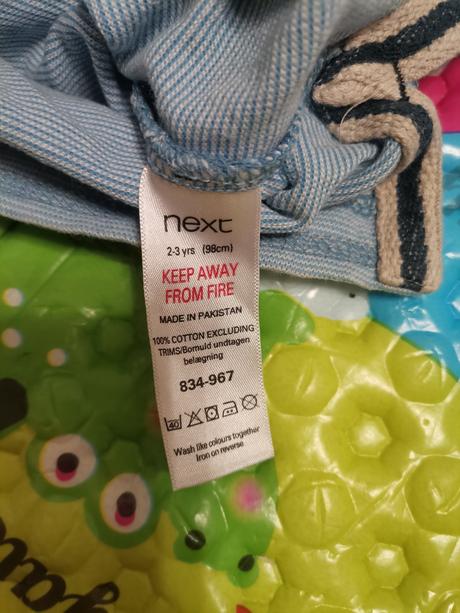 next
2-3 yrs (98cm)
KEEP AWAY
FROM FIRE
MADE IN PAKISTAN
100% COTTON EXCLUDING
TRIMS/Bomuld undtagen
belægning
834-967
40
Wash like colours together
Iron on reverse